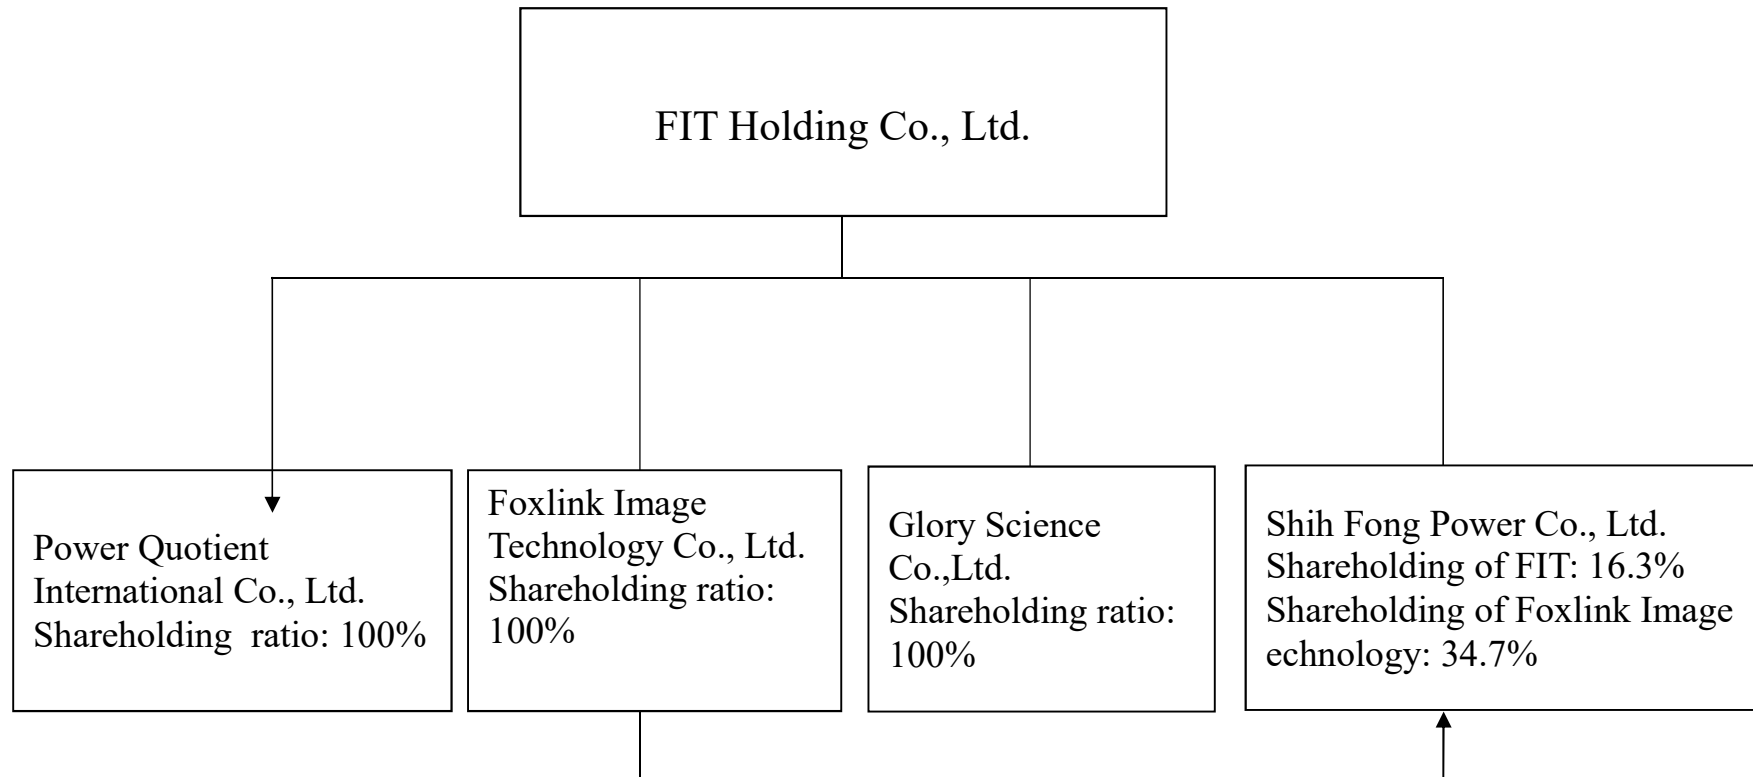 FIT Holding Co., Ltd.
Power Quotient
International Co., Ltd.
Shareholding  ratio: 100%
Foxlink Image
Technology Co., Ltd.
Shareholding ratio:
100%
Glory Science
Co.,Ltd.
Shareholding ratio:
100%
Shih Fong Power Co., Ltd.
Shareholding of FIT: 16.3%
Shareholding of Foxlink Image
echnology: 34.7%